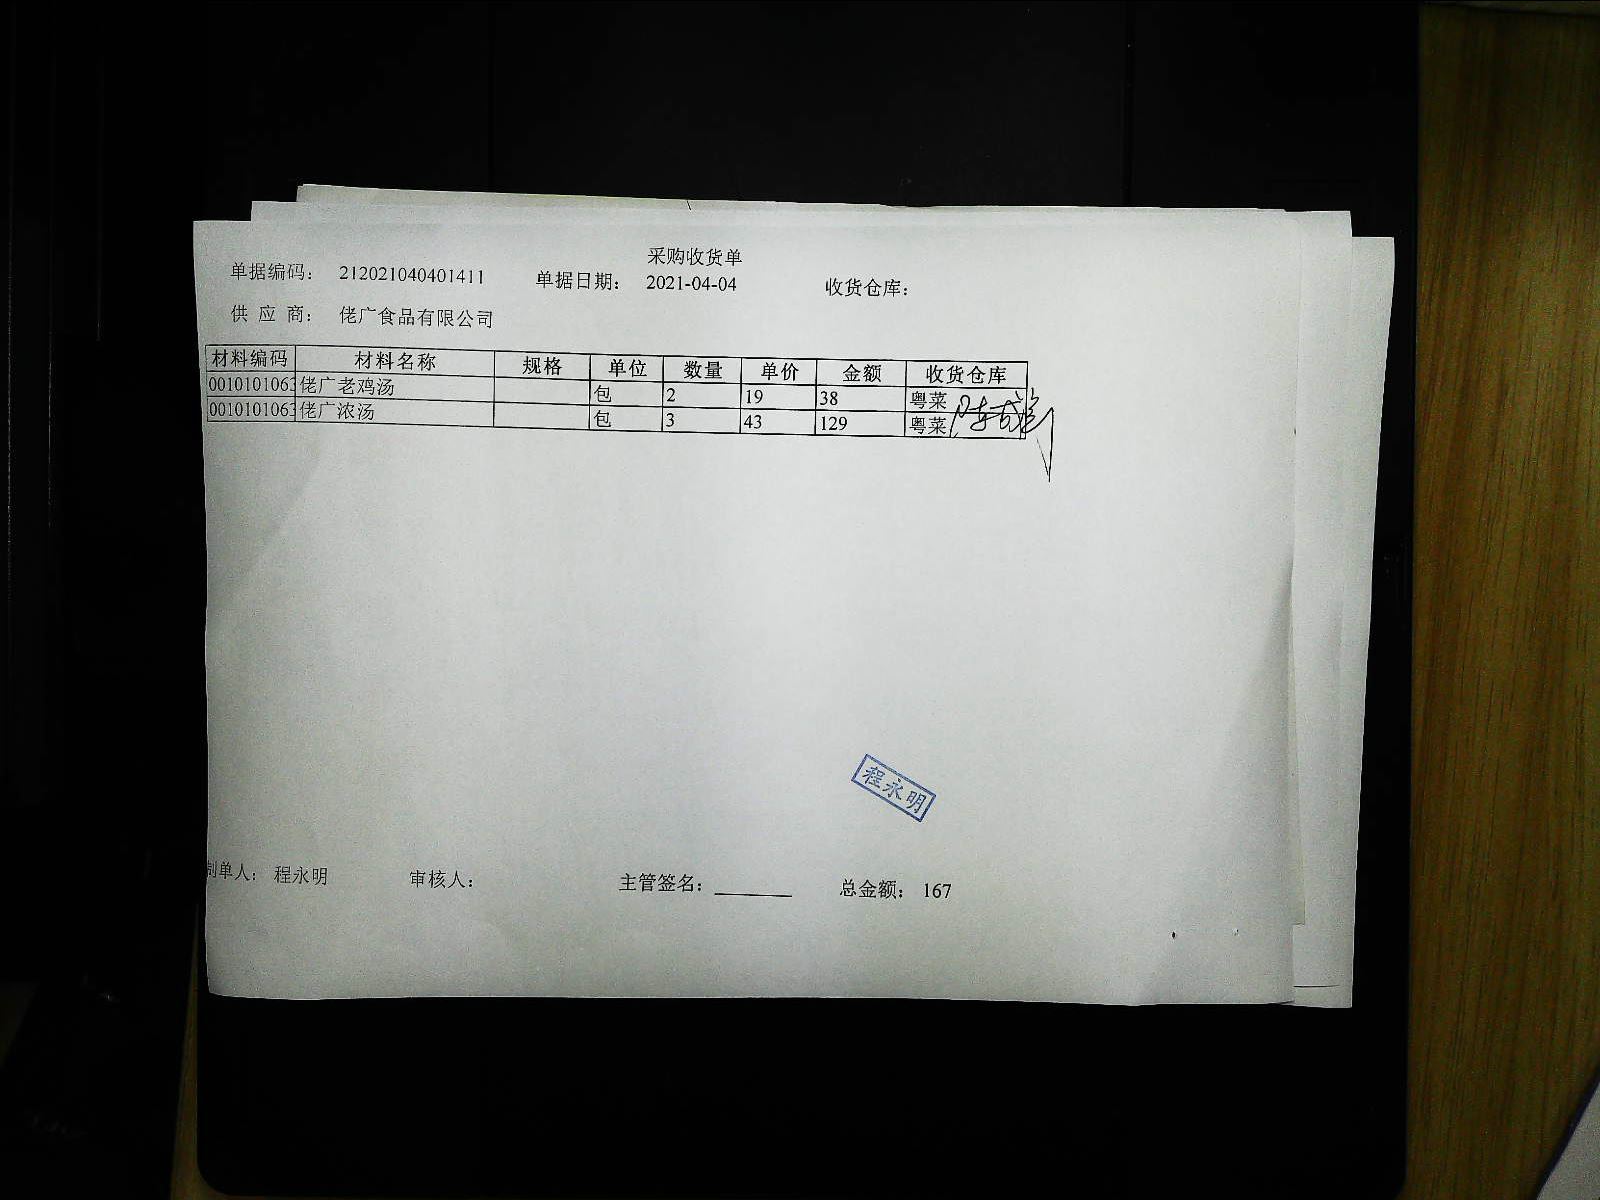 采购收货单
单据编码： 212021040401411 单据日期： 2021-04-04 收货仓库：
供 应 商： 佬广食品有限公司
材料编码 材料名称 规格 单位 数量 单价 金额 收货仓库
0010101063 佬广老鸡汤 包 2 19 38 粤菜
0010101063 佬广浓汤 包 3 43 129 粤菜
程永明
制单人： 程永明 审核人： 主管签名： 总金额： 167